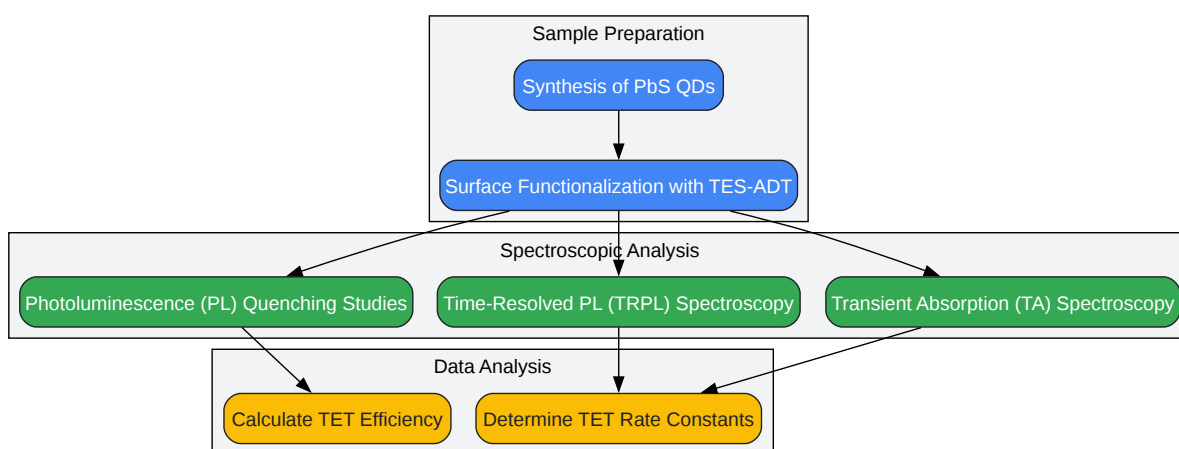 Sample Preparation
Synthesis of PbS QDs
Surface Functionalization with TES-ADT
Spectroscopic Analysis
Photoluminescence (PL) Quenching Studies
Time-Resolved PL (TRPL) Spectroscopy
Transient Absorption (TA) Spectroscopy
Data Analysis
Calculate TET Efficiency
Determine TET Rate Constants